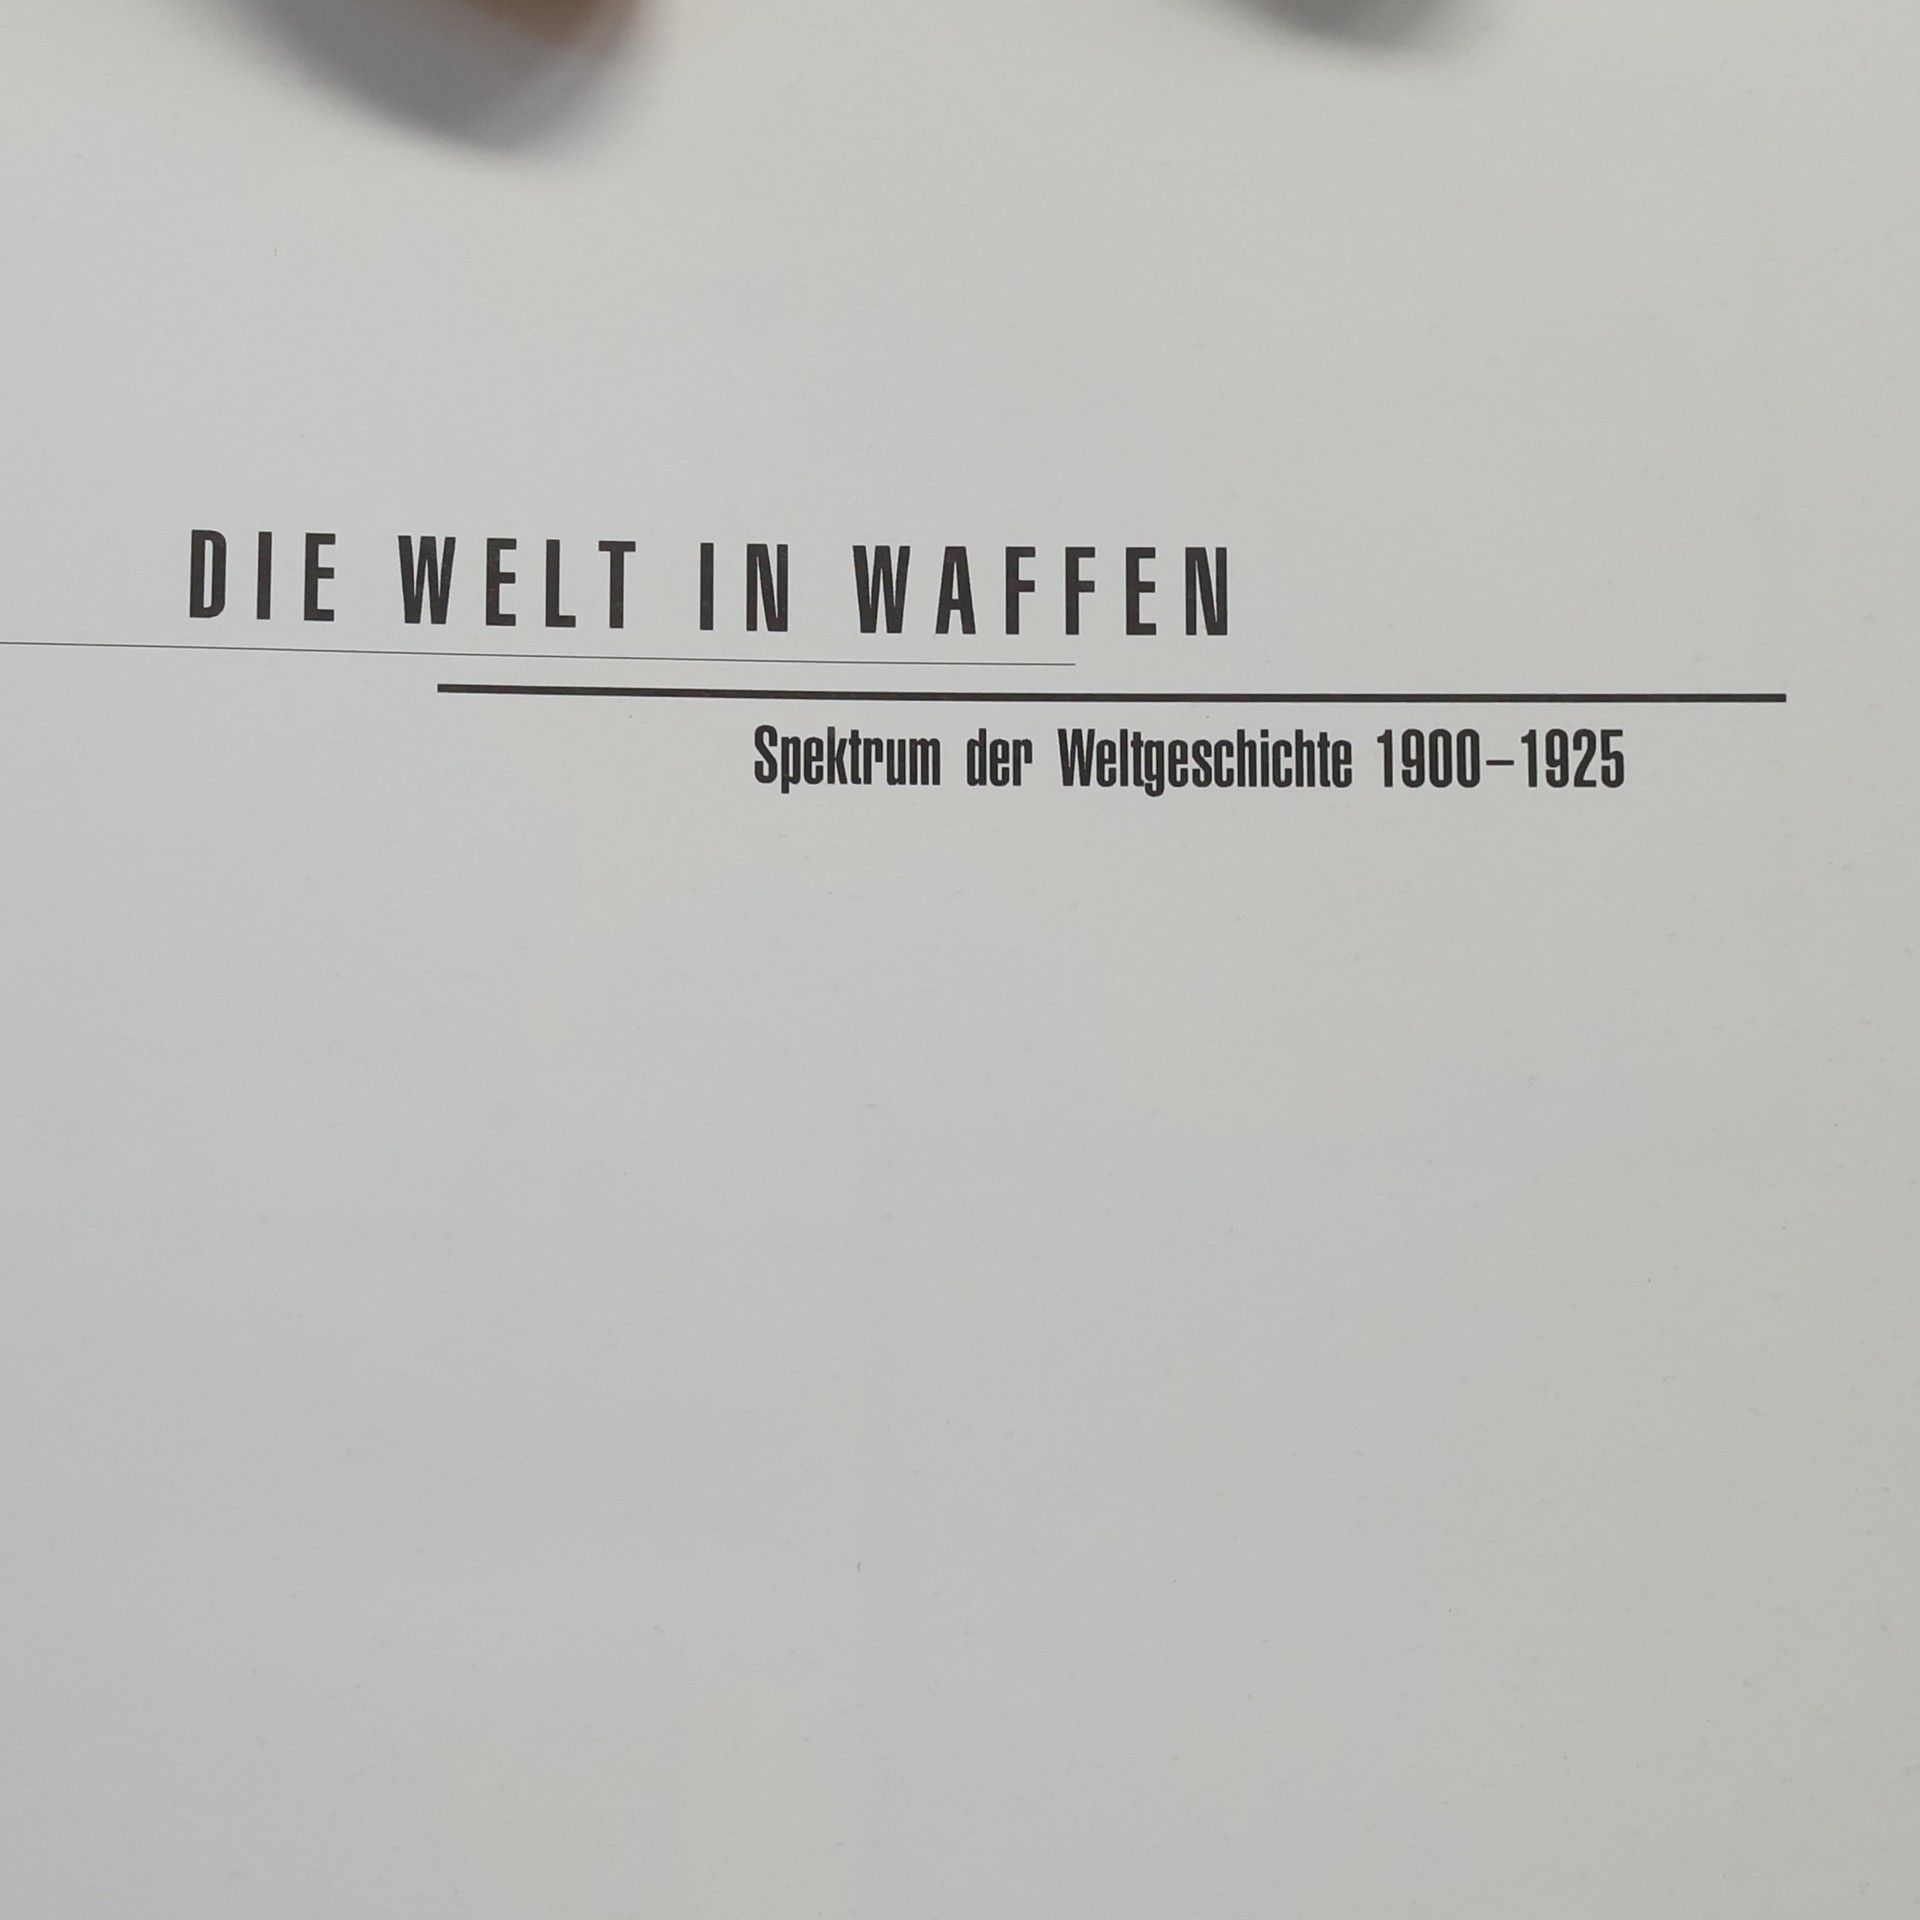 DIE WELT IN WAFFEN
Spektrum der Weltgeschichte 1900–1925